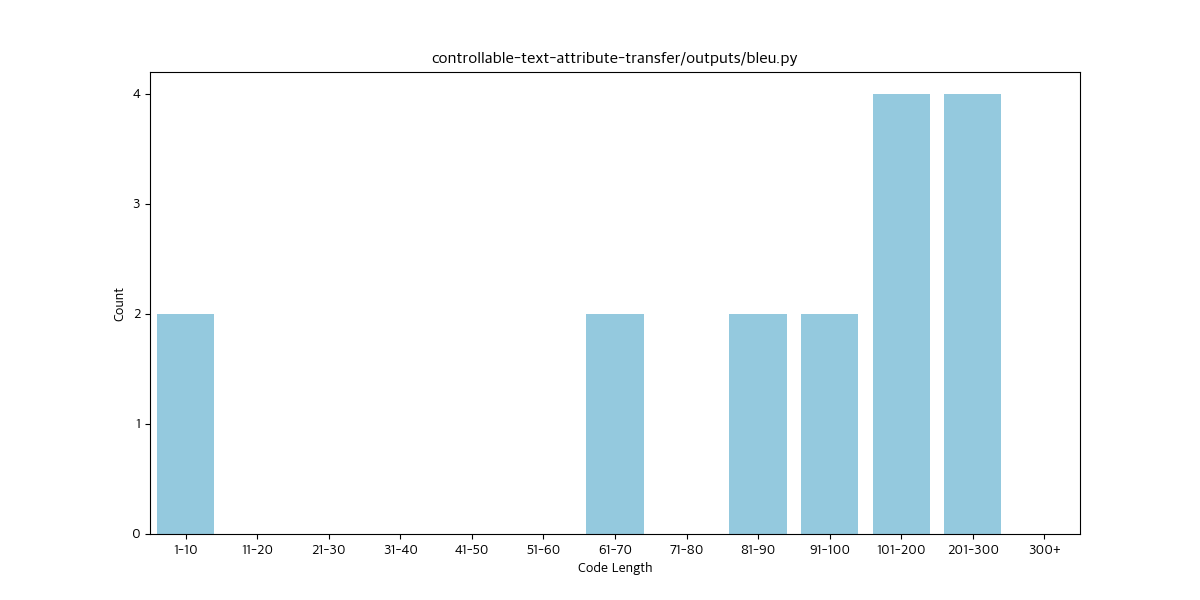 controllable-text-attribute-transfer/outputs/bleu.py
4
3
2
1
0
Count
1-10 11-20 21-30 31-40 41-50 51-60 61-70 71-80 81-90 91-100 101-200 201-300 300+
Code Length